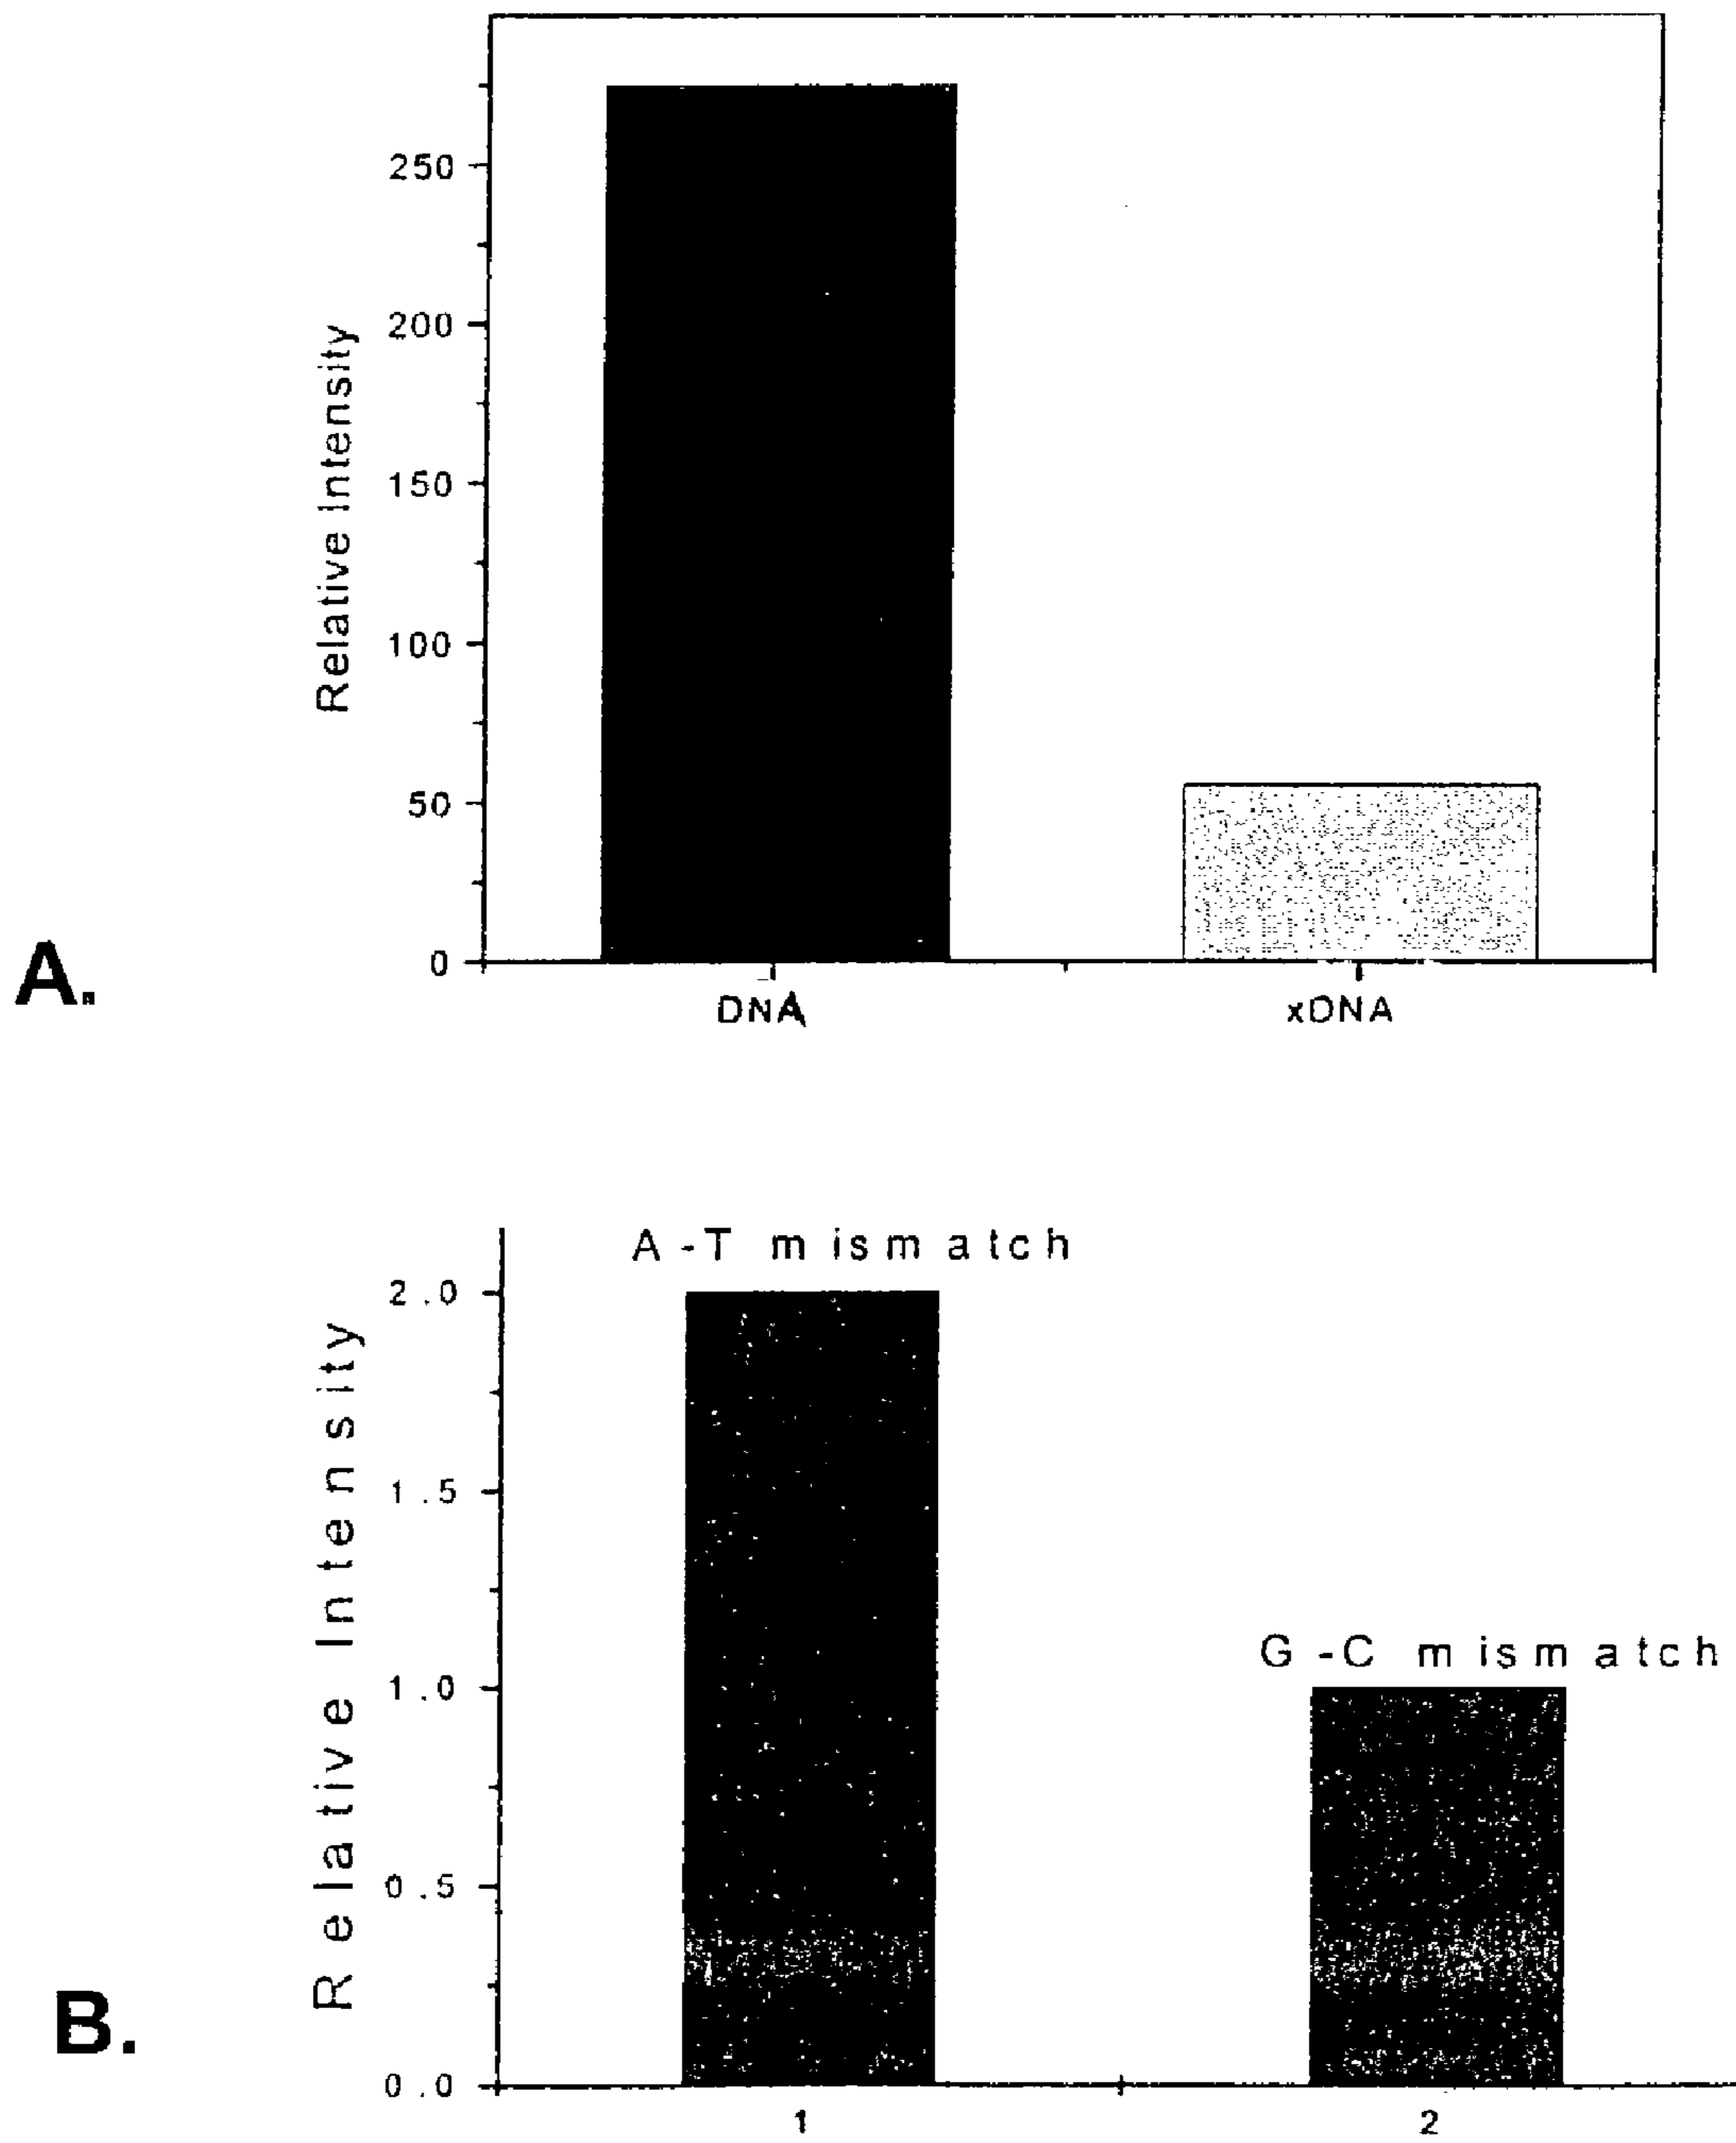 Relative Intensity
250
200
150
100
50
0
DNA
xDNA
A.
A-T mismatch
Relative Intensity
2.0
1.5
1.0
0.5
0.0
G-C mismatch
1
2
B.